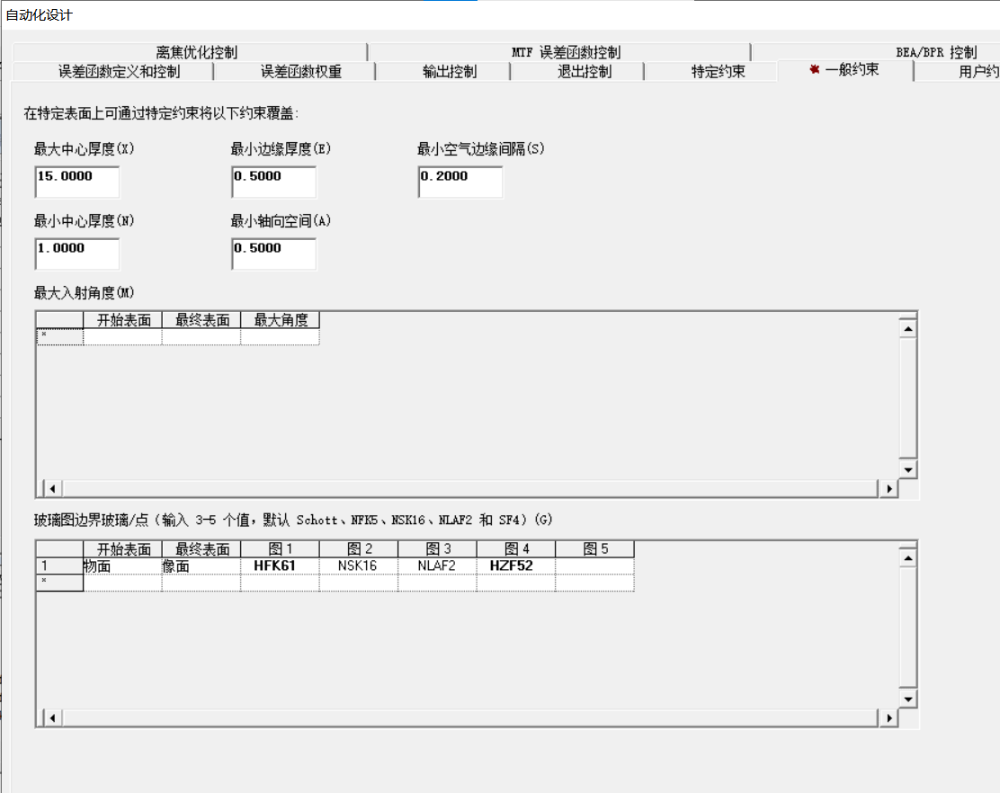 自动化设计
离焦优化控制 MTF 误差函数控制 BEA/BPR 控制
误差函数定义和控制 误差函数权重 输出控制 退出控制 特定约束 一般约束 用户约
在特定表面上可通过特定约束将以下约束覆盖:
最大中心厚度(X) 最小边缘厚度(E) 最小空气边缘间隔(S)
15.0000 0.5000 0.2000
最小中心厚度(N) 最小轴向空间(A)
1.0000 0.5000
最大入射角度(M)
开始表面 最终表面 最大角度
*
玻璃图边界玻璃/点（输入 3-5 个值，默认 Schott、NFK5、NSK16、NLAF2 和 SF4）(G)
开始表面 最终表面 图 1 图 2 图 3 图 4 图 5
1 物面 像面 HFK61 NSK16 NLAF2 HZF52
*